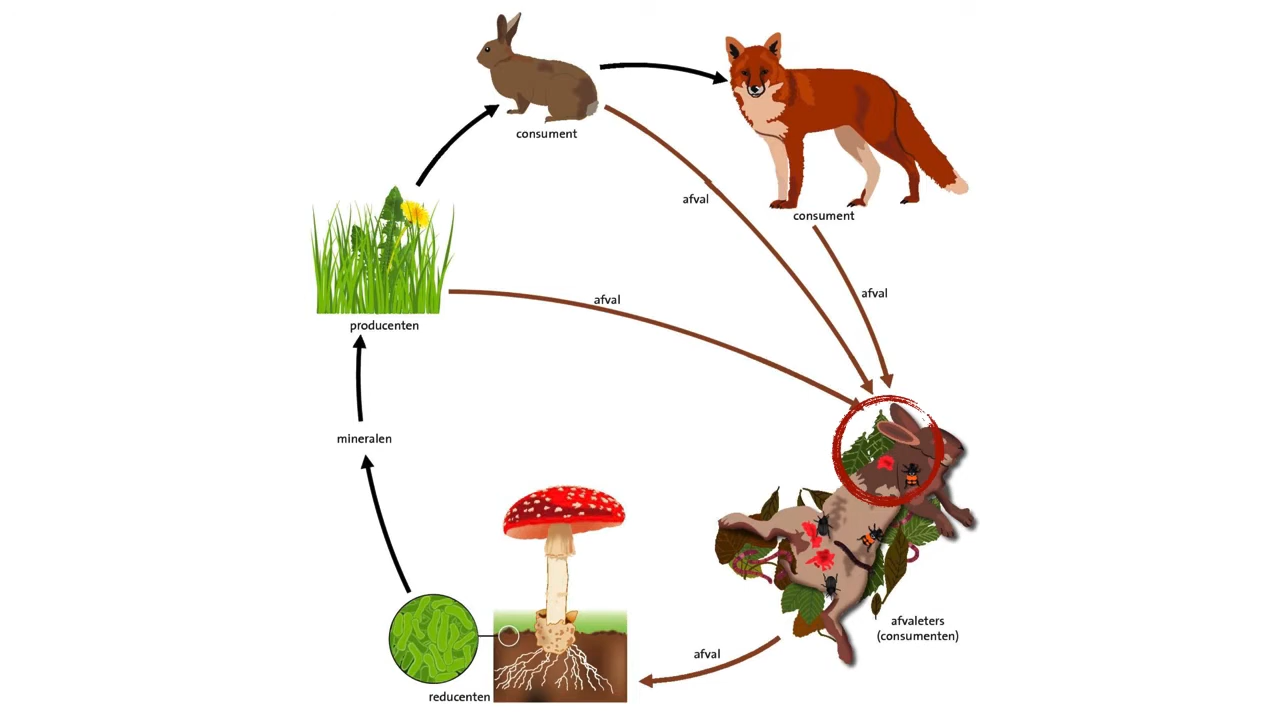 consument
afval
consument
afval
afval
producenten
mineralen
afvaleters
(consumenten)
afval
reducenten